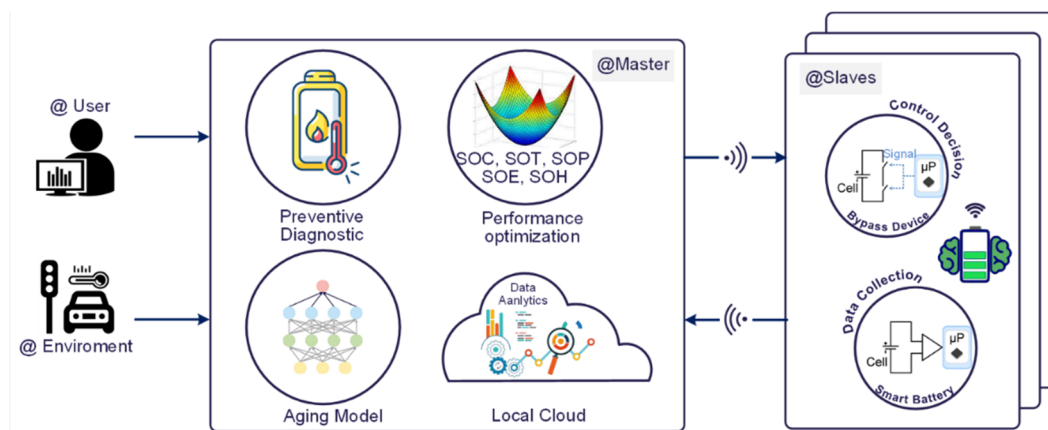 @ User
@ Enviroment
@Master
SOC, SOT, SOP,
SOE, SOH
Preventive
Diagnostic
Performance
optimization
Data
Aanlytics
Aging Model
Local Cloud
@Slaves
Control Decision
Signal
μP
Cell
Bypass Device
Data Collection
μP
Cell
Smart Battery